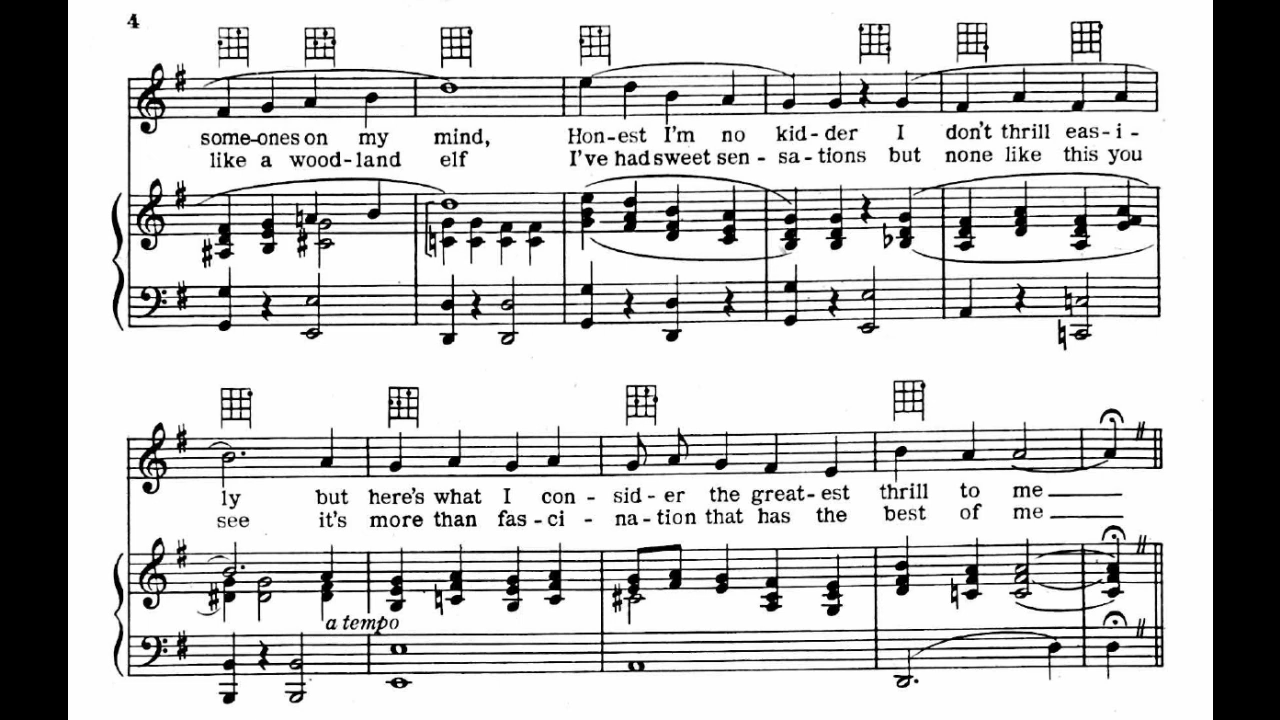 4
some-ones on my mind, Hon-est I'm no kid-der I don't thrill eas-i-
like a wood-land elf I've had sweet sen-sa-tions but none like this you
ly but here's what I con-sid-er the great-est thrill to me
see it's more than fas-ci-na-tion that has the best of me
a tempo